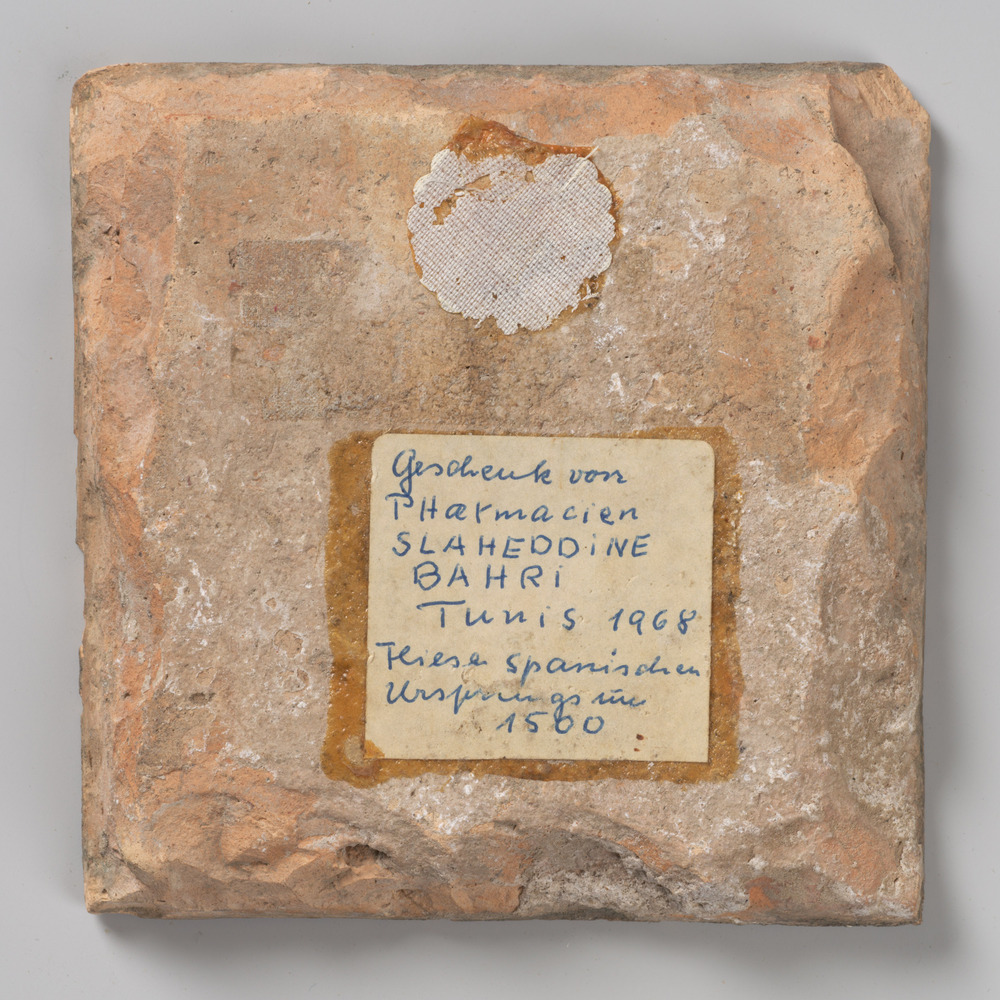 Geschenk von
PHarmacien
SLAHEDDiNE
BAHRi
Tunis 1968
Fliese spanischen
Ursprungs um
1500